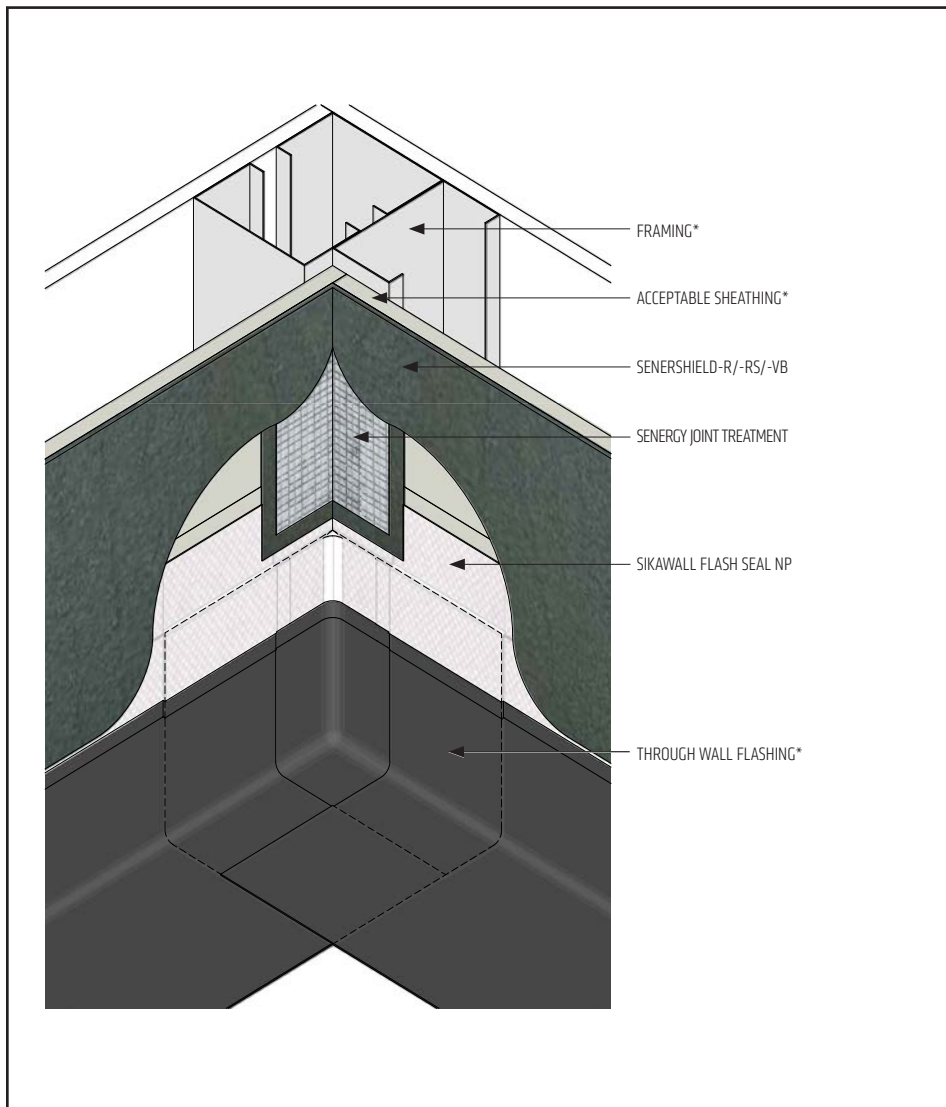 FRAMING*
ACCEPTABLE SHEATHING*
SENERSHIELD-R/-RS/-VB
SENERGY JOINT TREATMENT
SIKAWALL FLASH SEAL NP
THROUGH WALL FLASHING*